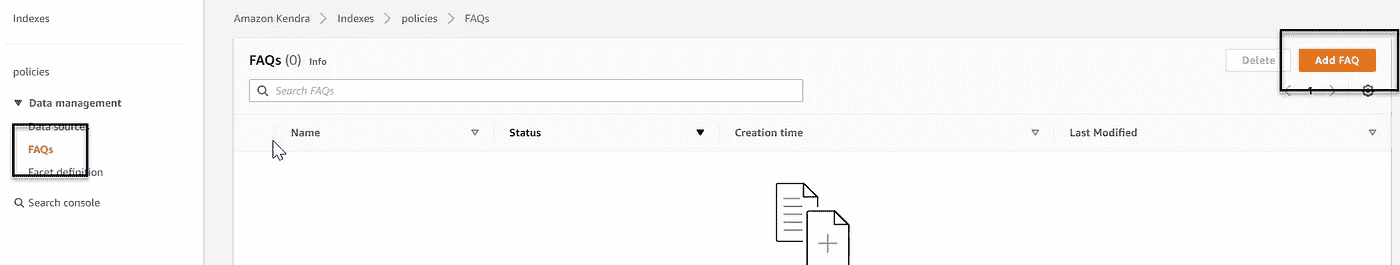 Indexes
policies
Data management
Data sources
FAQs
Facet definition
Search console
Amazon Kendra > Indexes > policies > FAQs
FAQs (0) Info
Delete
Add FAQ
Search FAQs
1
Name Status Creation time Last Modified